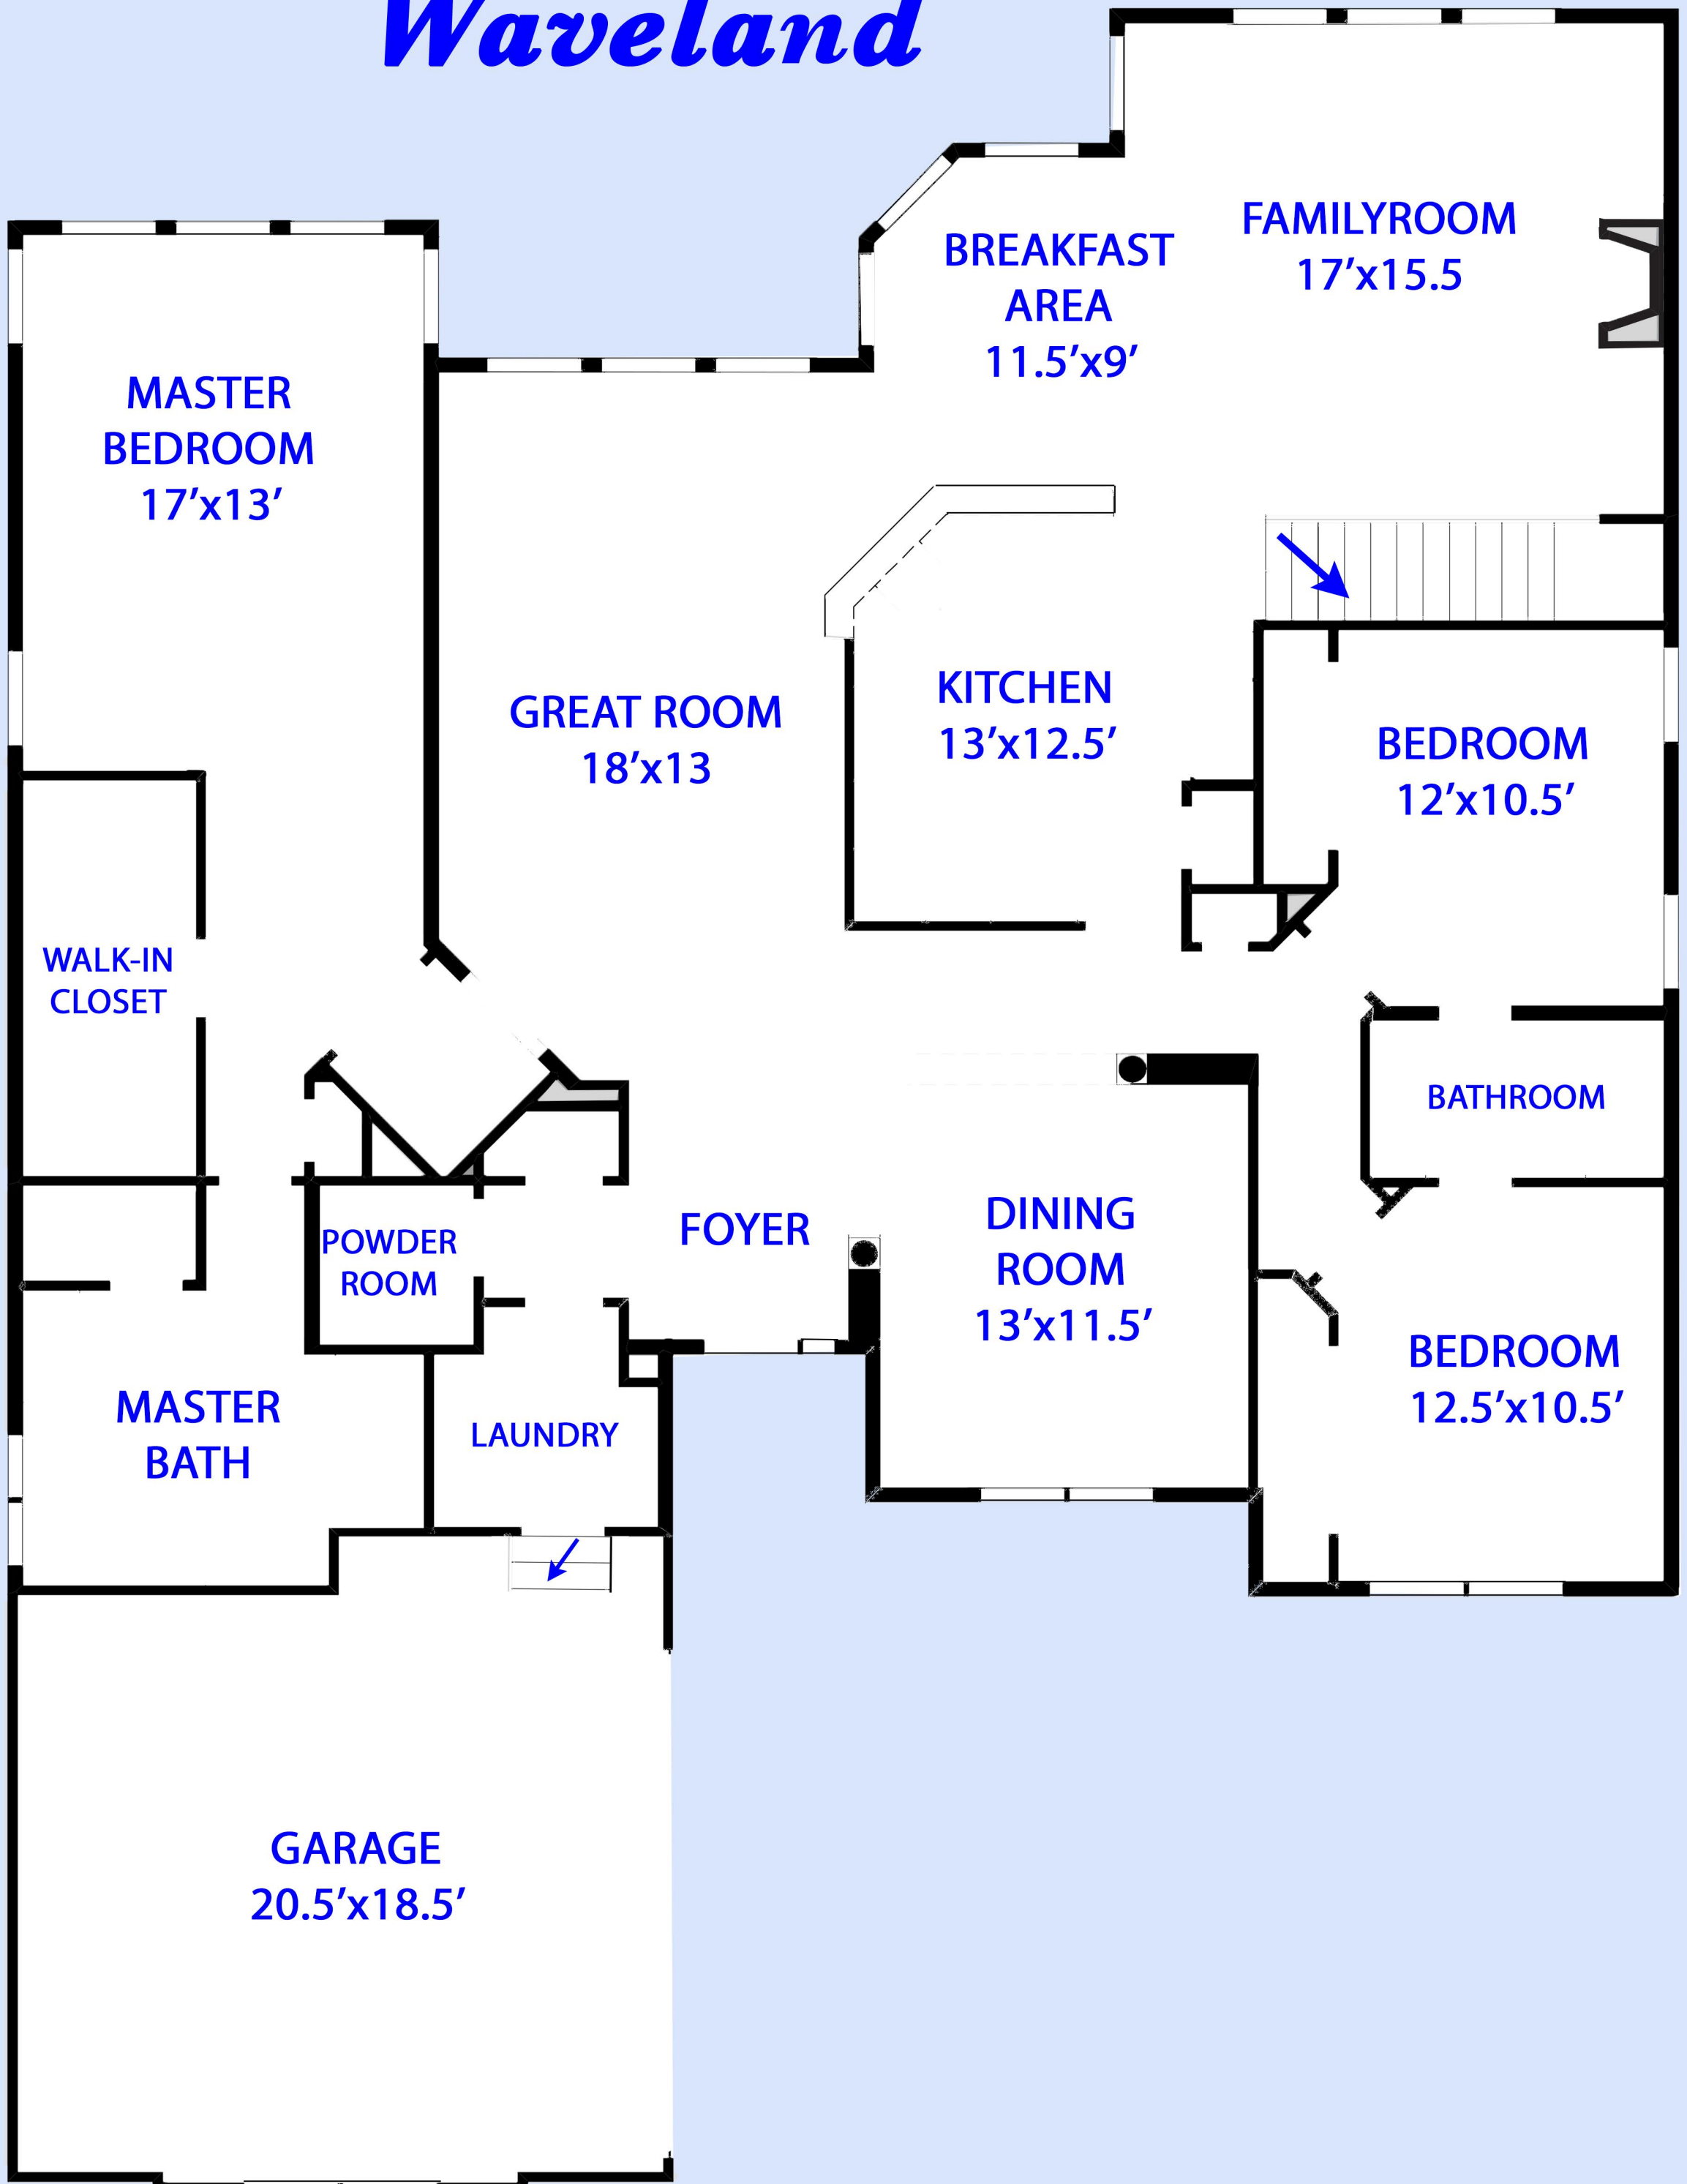 Waveland
FAMILYROOM
17’x15.5
BREAKFAST
AREA
11.5’x9’
MASTER
BEDROOM
17’x13’
GREAT ROOM
18’x13
KITCHEN
13’x12.5’
BEDROOM
12’x10.5’
WALK-IN
CLOSET
BATHROOM
POWDER
ROOM
FOYER
DINING
ROOM
13’x11.5’
BEDROOM
12.5’x10.5’
MASTER
BATH
LAUNDRY
GARAGE
20.5’x18.5’